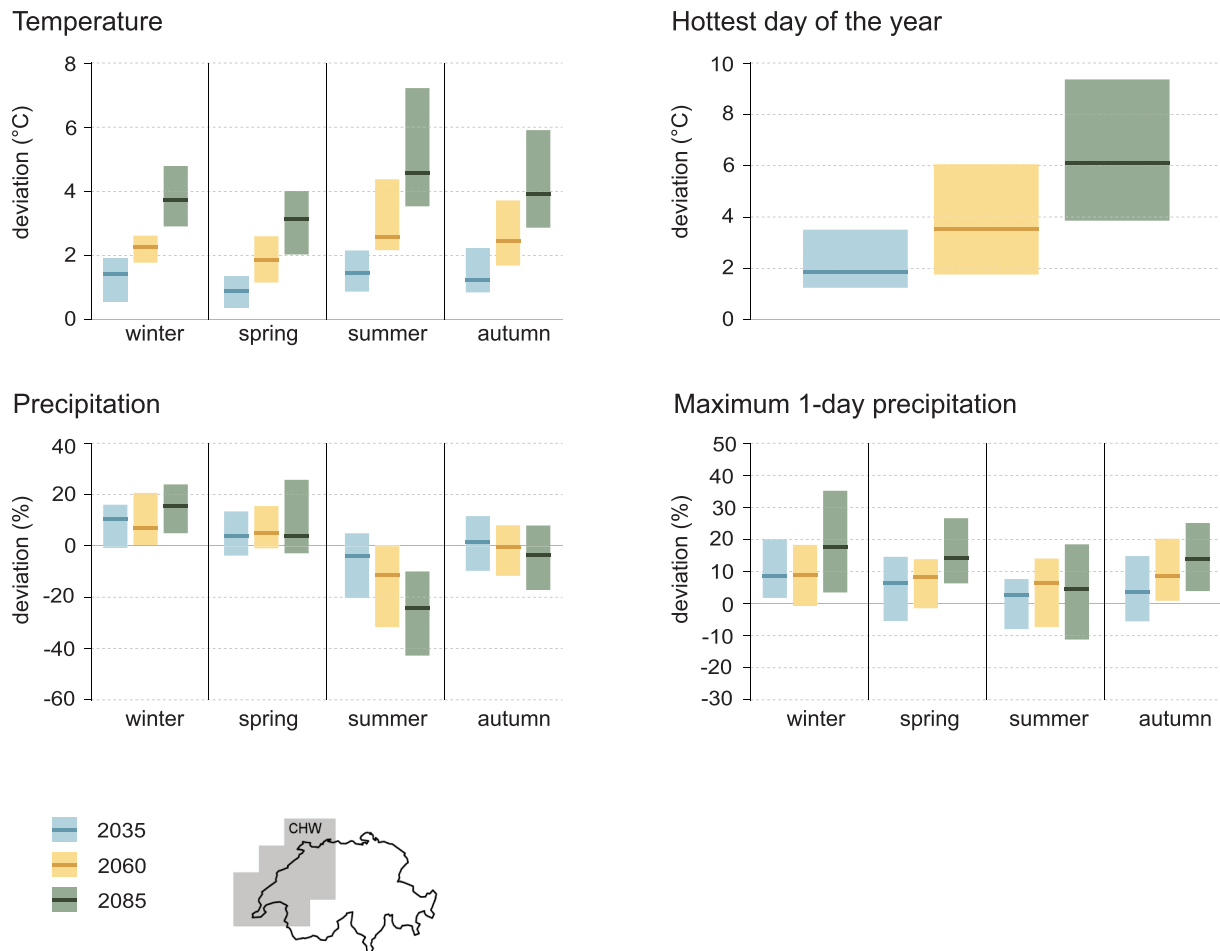 Temperature
deviation (°C)
8
6
4
2
0
winter spring summer autumn
Hottest day of the year
deviation (°C)
10
8
6
4
2
0
Precipitation
deviation (%)
40
20
0
-20
-40
-60
winter spring summer autumn
Maximum 1-day precipitation
deviation (%)
50
40
30
20
10
0
-10
-20
-30
winter spring summer autumn
2035
2060
2085
CHW